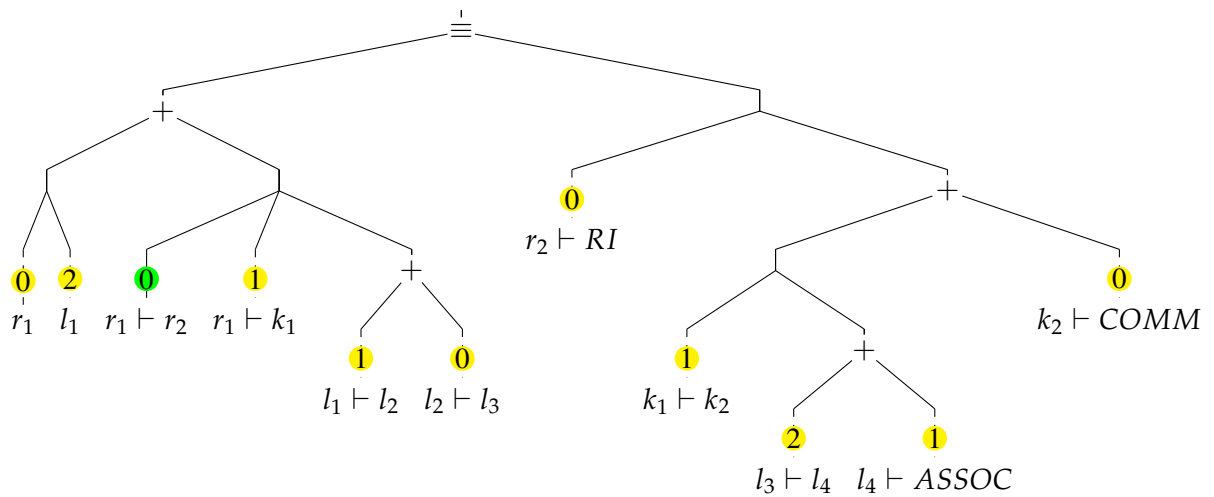 ≡
+
0
r₂ ⊢ RI
+
0 2 0 1 + 1 0
r₁ l₁ r₁ ⊢ r₂ r₁ ⊢ k₁ k₂ ⊢ COMM
1 0 1 +
l₁ ⊢ l₂ l₂ ⊢ l₃ k₁ ⊢ k₂
2 1
l₃ ⊢ l₄ l₄ ⊢ ASSOC